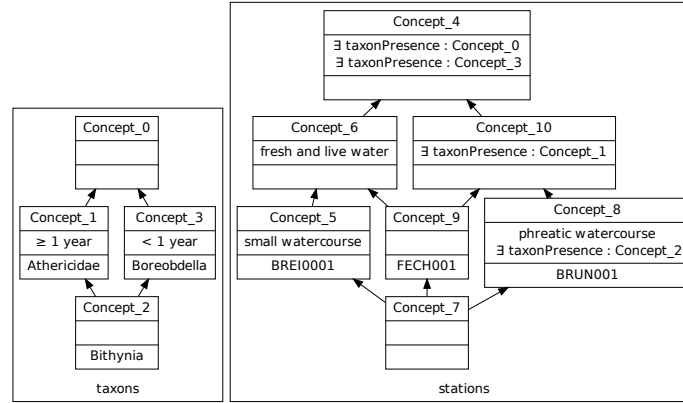 Concept_0
Concept_1
≥ 1 year
Athericidae
Concept_3
< 1 year
Boreobdella
Concept_2
Bithynia
taxons
Concept_4
∃ taxonPresence : Concept_0
∃ taxonPresence : Concept_3
Concept_6
fresh and live water
Concept_10
∃ taxonPresence : Concept_1
Concept_5
small watercourse
BREI0001
Concept_9
FECH001
Concept_8
phreatic watercourse
∃ taxonPresence : Concept_2
BRUN001
Concept_7
stations